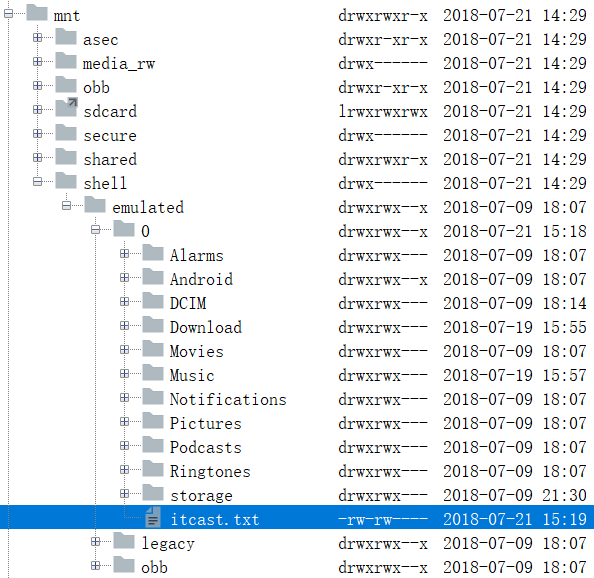 mnt drwxrwxr-x 2018-07-21 14:29
asec drwxrwxr-x 2018-07-21 14:29
media_rw drwx------ 2018-07-21 14:29
obb drwxr-xr-x 2018-07-21 14:29
sdcard lrwxrwxrwx 2018-07-21 14:29
secure drwx------ 2018-07-21 14:29
shared drwxrwxr-x 2018-07-21 14:29
shell drwx------ 2018-07-21 14:29
emulated drwxrwx--x 2018-07-09 18:07
0 drwxrwx--x 2018-07-21 15:18
Alarms drwxrwx--- 2018-07-09 18:07
Android drwxrwx--x 2018-07-09 18:07
DCIM drwxrwx--- 2018-07-09 18:14
Download drwxrwx--- 2018-07-19 15:55
Movies drwxrwx--- 2018-07-09 18:07
Music drwxrwx--- 2018-07-19 15:57
Notifications drwxrwx--- 2018-07-09 18:07
Pictures drwxrwx--- 2018-07-09 18:07
Podcasts drwxrwx--- 2018-07-09 18:07
Ringtones drwxrwx--- 2018-07-09 18:07
storage drwxrwx--- 2018-07-09 21:30
itcast.txt -rw-rw---- 2018-07-21 15:19
legacy drwxrwx--x 2018-07-09 18:07
obb drwxrwx--x 2018-07-09 18:07